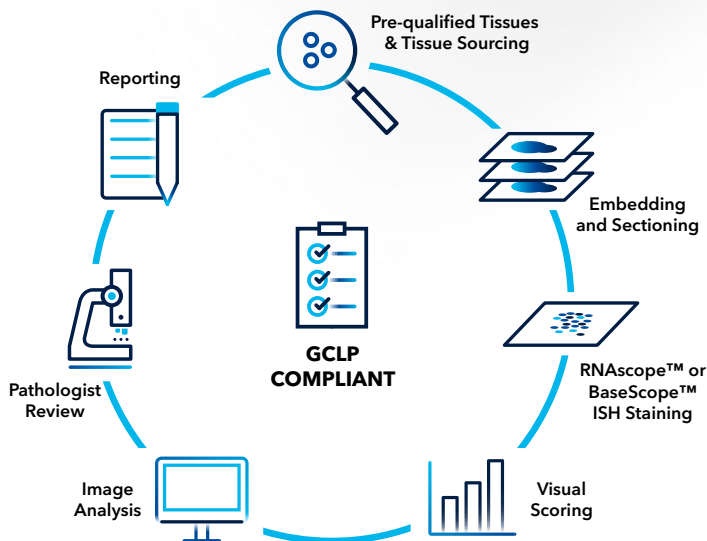 Pre-qualified Tissues
& Tissue Sourcing
Embedding
and Sectioning
RNAscope™ or
BaseScope™
ISH Staining
Visual
Scoring
Image
Analysis
Pathologist
Review
Reporting
GCLP
COMPLIANT